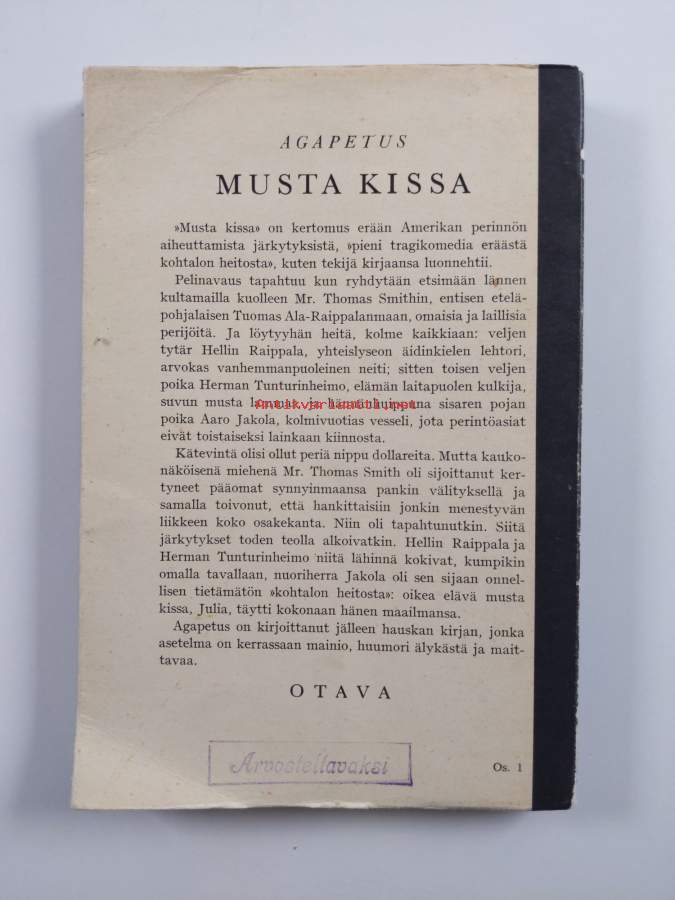 AGAPETUS
MUSTA KISSA
»Musta kissa» on kertomus erään Amerikan perinnön
aiheuttamista järkytyksistä, »pieni tragikomedia eräästä
kohtalon heitosta», kuten tekijä kirjaansa luonnehtii.
Pelinavaus tapahtuu kun ryhdytään etsimään lännen
kultamailla kuolleen Mr. Thomas Smithin, entisen etelä-
pohjalaisen Tuomas Ala-Raippalanmaan, omaisia ja laillisia
perijöitä. Ja löytyyhän heitä, kolme kaikkiaan: veljen
tytär Hellin Raippala, yhteislyseon äidinkielen lehtori,
arvokas vanhemmanpuoleinen neiti; sitten toisen veljen
poika Herman Tunturinheimo, elämän laitapuolen kulkija,
suvun musta sisaren pojan
Antikvariaatti.net
poika Aaro Jakola, kolmivuotias vesseli, jota perintöasiat
eivät toistaiseksi lainkaan kiinnosta.
Kätevintä olisi ollut periä nippu dollareita. Mutta kauko-
näköisenä miehenä Mr. Thomas Smith oli sijoittanut ker-
tyneet pääomat synnyinmaansa pankin välityksellä ja
samalla toivonut, että hankittaisiin jonkin menestyvän
liikkeen koko osakekanta. Niin oli tapahtunutkin. Siitä
järkytykset toden teolla alkoivatkin. Hellin Raippala ja
Herman Tunturinheimo niitä lähinnä kokivat, kumpikin
omalla tavallaan, nuoriherra Jakola oli sen sijaan onnel-
lisen tietämätön »kohtalon heitosta»: oikea elävä musta
kissa, Julia, täytti kokonaan hänen maailmansa.
Agapetus on kirjoittanut jälleen hauskan kirjan, jonka
asetelma on kerrassaan mainio, huumori älykästä ja mait-
tavaa.
OTAVA
Arvosteltavaksi
Os. 1